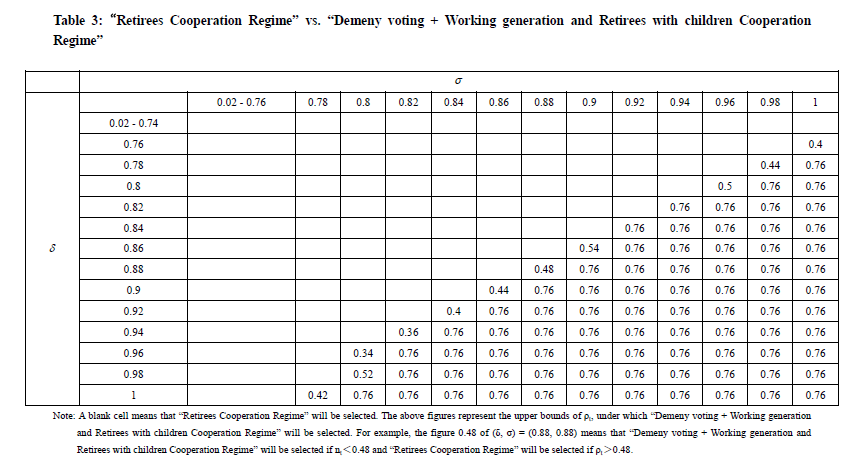 Table 3: “Retirees Cooperation Regime” vs. “Demeny voting + Working generation and Retirees with children Cooperation
Regime”
σ
0.02 - 0.76 0.78 0.8 0.82 0.84 0.86 0.88 0.9 0.92 0.94 0.96 0.98 1
0.02 - 0.74
0.76 0.4
0.78 0.44 0.76
0.8 0.5 0.76 0.76
0.82 0.76 0.76 0.76 0.76
0.84 0.76 0.76 0.76 0.76 0.76
δ 0.86 0.54 0.76 0.76 0.76 0.76 0.76
0.88 0.48 0.76 0.76 0.76 0.76 0.76 0.76
0.9 0.44 0.76 0.76 0.76 0.76 0.76 0.76 0.76
0.92 0.4 0.76 0.76 0.76 0.76 0.76 0.76 0.76 0.76
0.94 0.36 0.76 0.76 0.76 0.76 0.76 0.76 0.76 0.76 0.76
0.96 0.34 0.76 0.76 0.76 0.76 0.76 0.76 0.76 0.76 0.76 0.76
0.98 0.52 0.76 0.76 0.76 0.76 0.76 0.76 0.76 0.76 0.76 0.76
1 0.42 0.76 0.76 0.76 0.76 0.76 0.76 0.76 0.76 0.76 0.76 0.76
Note: A blank cell means that “Retirees Cooperation Regime” will be selected. The above figures represent the upper bounds of ρt, under which “Demeny voting + Working generation
and Retirees with children Cooperation Regime” will be selected. For example, the figure 0.48 of (δ, σ) = (0.88, 0.88) means that “Demeny voting + Working generation and
Retirees with children Cooperation Regime” will be selected if nt＜0.48 and “Retirees Cooperation Regime” will be selected if ρt＞0.48.